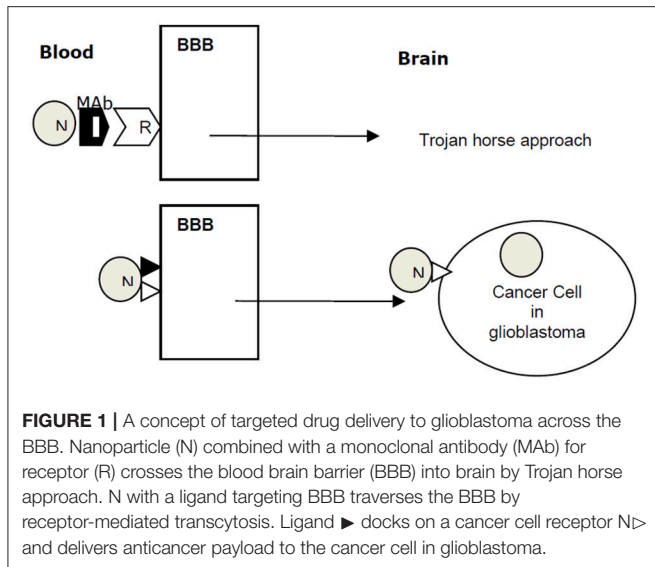 Blood
BBB
Brain
MAb
N
R
Trojan horse approach
BBB
N
N
Cancer Cell
in
glioblastoma
FIGURE 1 | A concept of targeted drug delivery to glioblastoma across the
BBB. Nanoparticle (N) combined with a monoclonal antibody (MAb) for
receptor (R) crosses the blood brain barrier (BBB) into brain by Trojan horse
approach. N with a ligand targeting BBB traverses the BBB by
receptor-mediated transcytosis. Ligand ► docks on a cancer cell receptor N▷
and delivers anticancer payload to the cancer cell in glioblastoma.